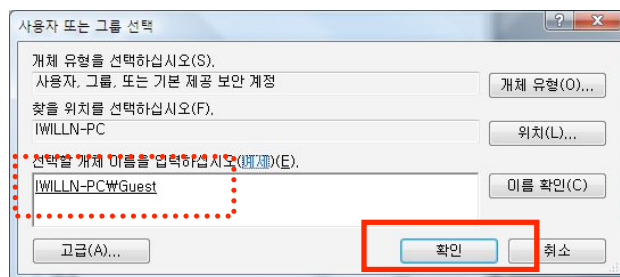 사용자 또는 그룹 선택
개체 유형을 선택하십시오(S).
사용자, 그룹, 또는 기본 제공 보안 계정
개체 유형(O)...
찾을 위치를 선택하십시오(F).
IWILLN-PC
위치(L)...
선택할 개체 이름을 입력하십시오(예제)(E).
IWILLN-PC₩Guest
이름 확인(C)
고급(A)...
확인
취소